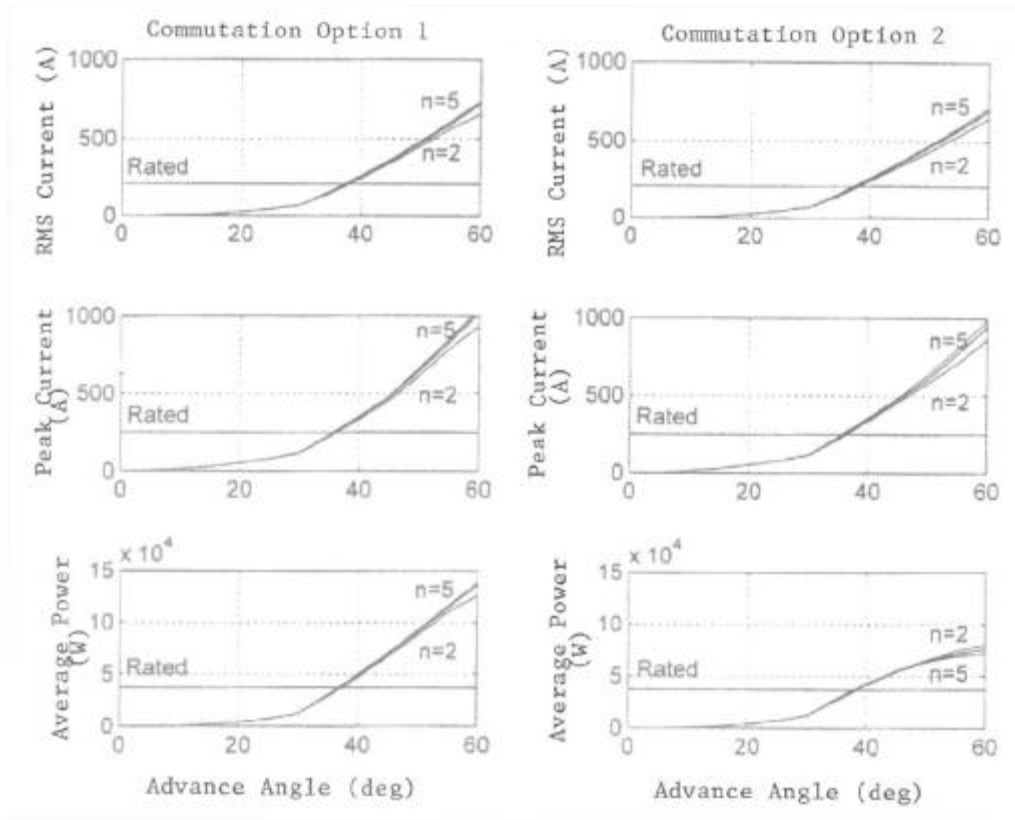 Commutation Option 1
RMS Current (A)
1000
500
0
n=5
n=2
Rated
0 20 40 60
Commutation Option 2
RMS Current (A)
1000
500
0
n=5
n=2
Rated
0 20 40 60
Peak Current
(A)
1000
500
0
n=5
n=2
Rated
0 20 40 60
Peak Current
(A)
1000
500
0
n=5
n=2
Rated
0 20 40 60
Average Power
(W)
x 10⁴
15
10
5
0
n=5
n=2
Rated
0 20 40 60
Advance Angle (deg)
Average Power
(W)
x 10⁴
15
10
5
0
n=2
n=5
Rated
0 20 40 60
Advance Angle (deg)